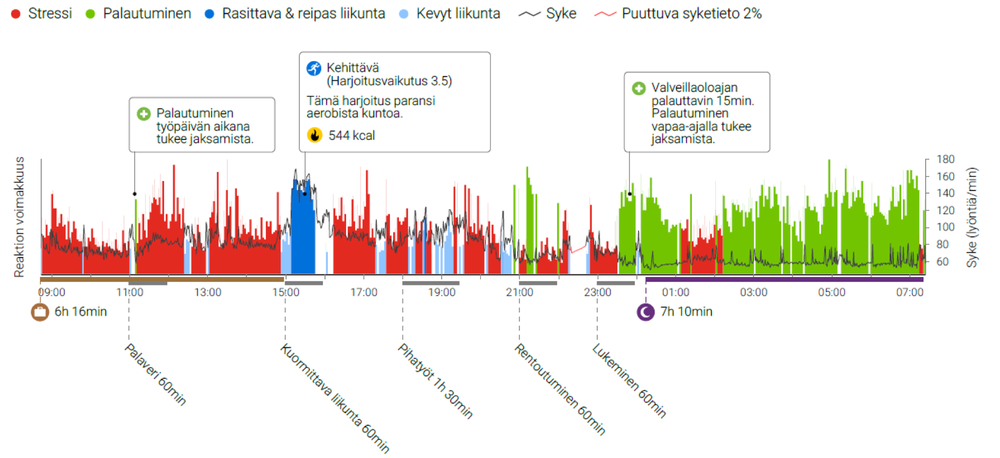 Stressi
Palautuminen
Rasittava & reipas liikunta
Kevyt liikunta
Syke
Puuttuva syketieto 2%
Palautuminen
työpäivän aikana
tukee jaksamista.
Kehittävä
(Harjoitusvaikutus 3.5)
Tämä harjoitus paransi
aerobista kuntoa.
544 kcal
Valveillaoloajan
palauttavin 15min.
Palautuminen
vapaa-ajalla tukee
jaksamista.
Reaktion voimakkuus
180
160
140
120
100
80
60
Syke (lyöntiä/min)
09:00
11:00
13:00
15:00
17:00
19:00
21:00
23:00
01:00
03:00
05:00
07:00
6h 16min
7h 10min
Palaveri 60min
Kuormittava liikunta 60min
Pihatyöt 1h 30min
Rentoutuminen 60min
Lukeminen 60min